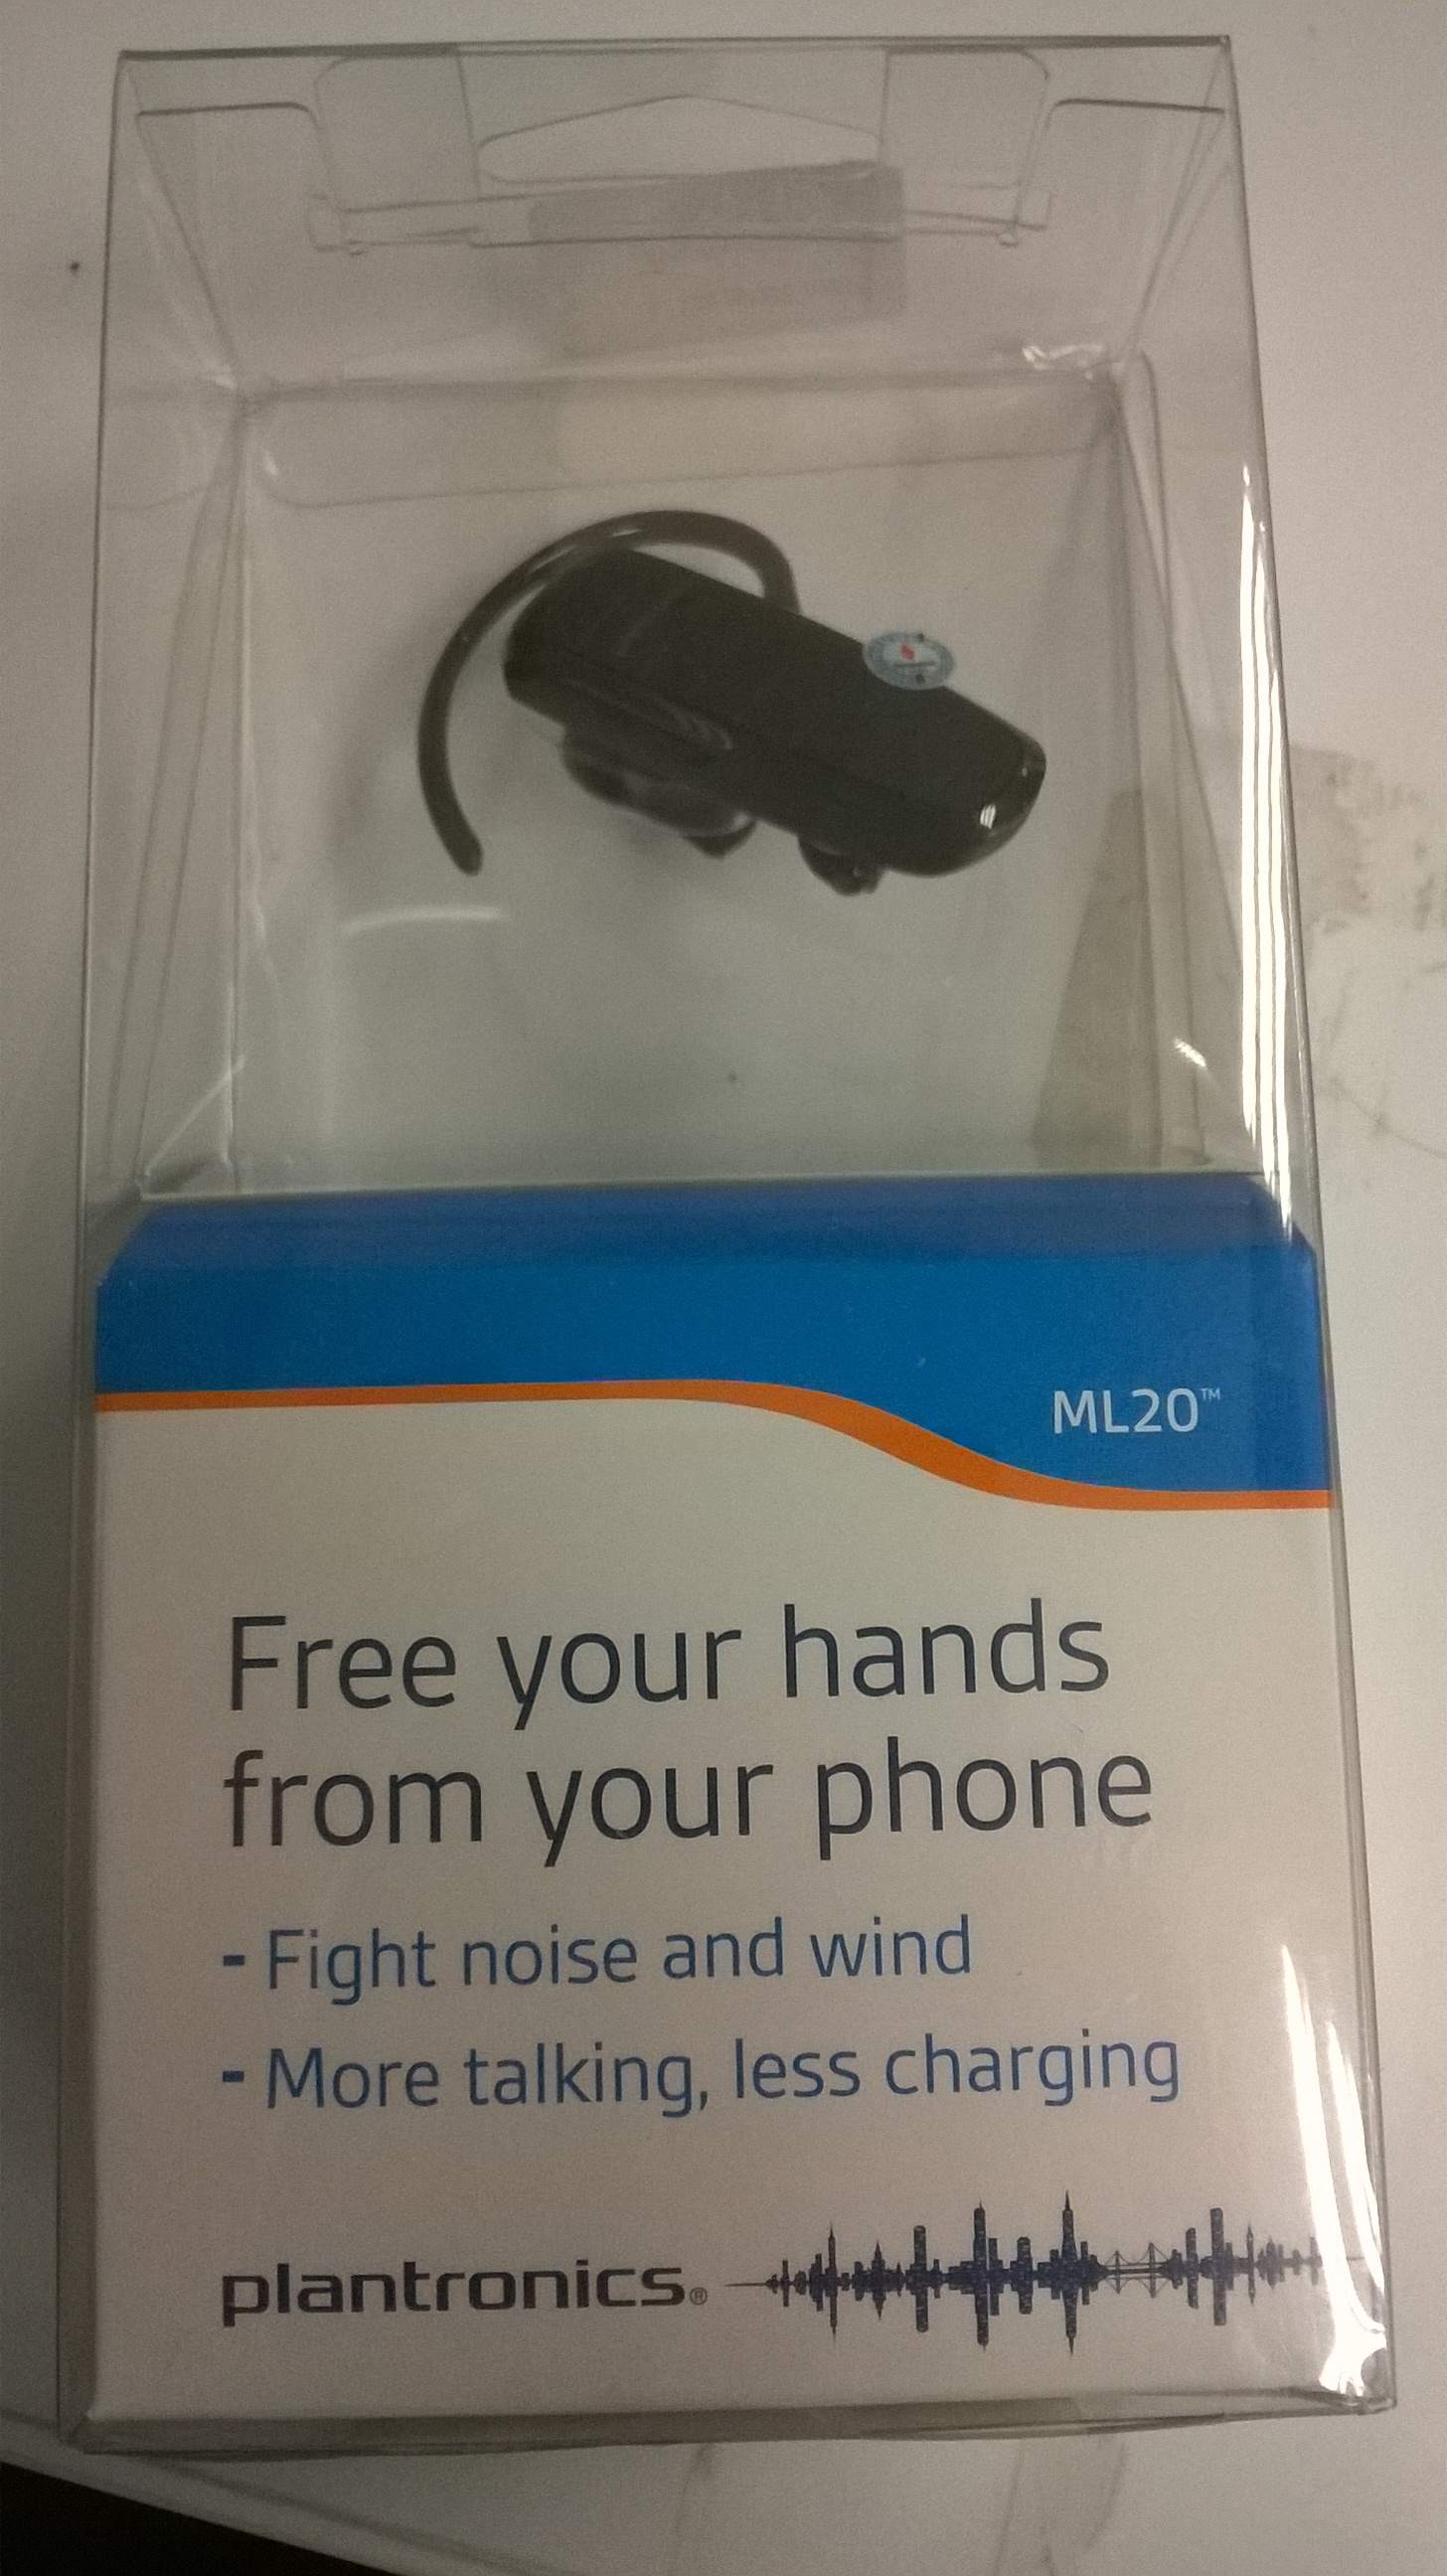 ML20™
Free your hands
from your phone
- Fight noise and wind
- More talking, less charging
plantronics®